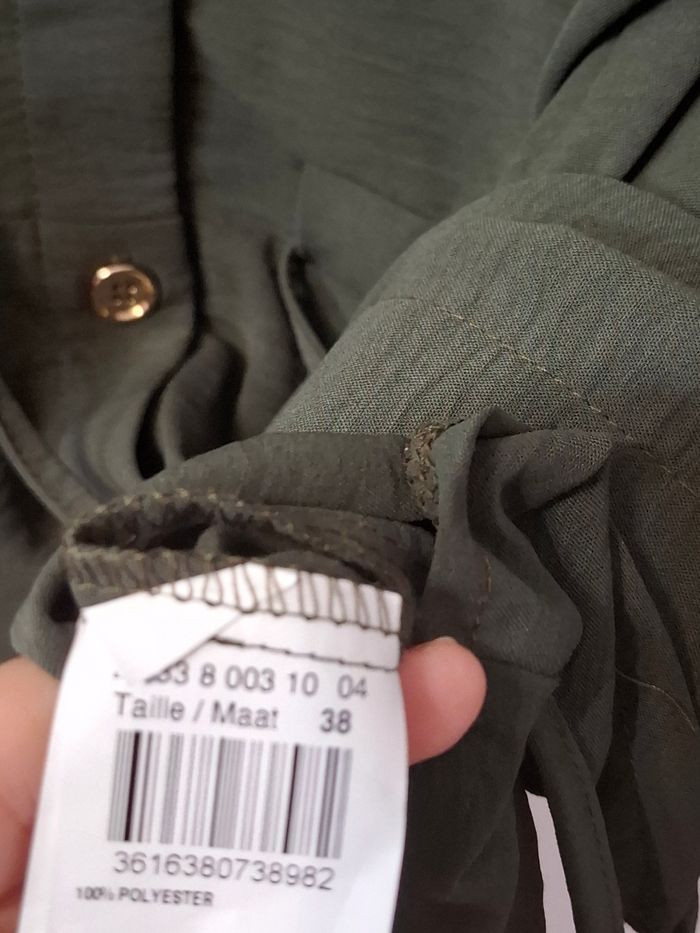 8 003 10 04
Taille / Maat 38
3616380738982
100% POLYESTER